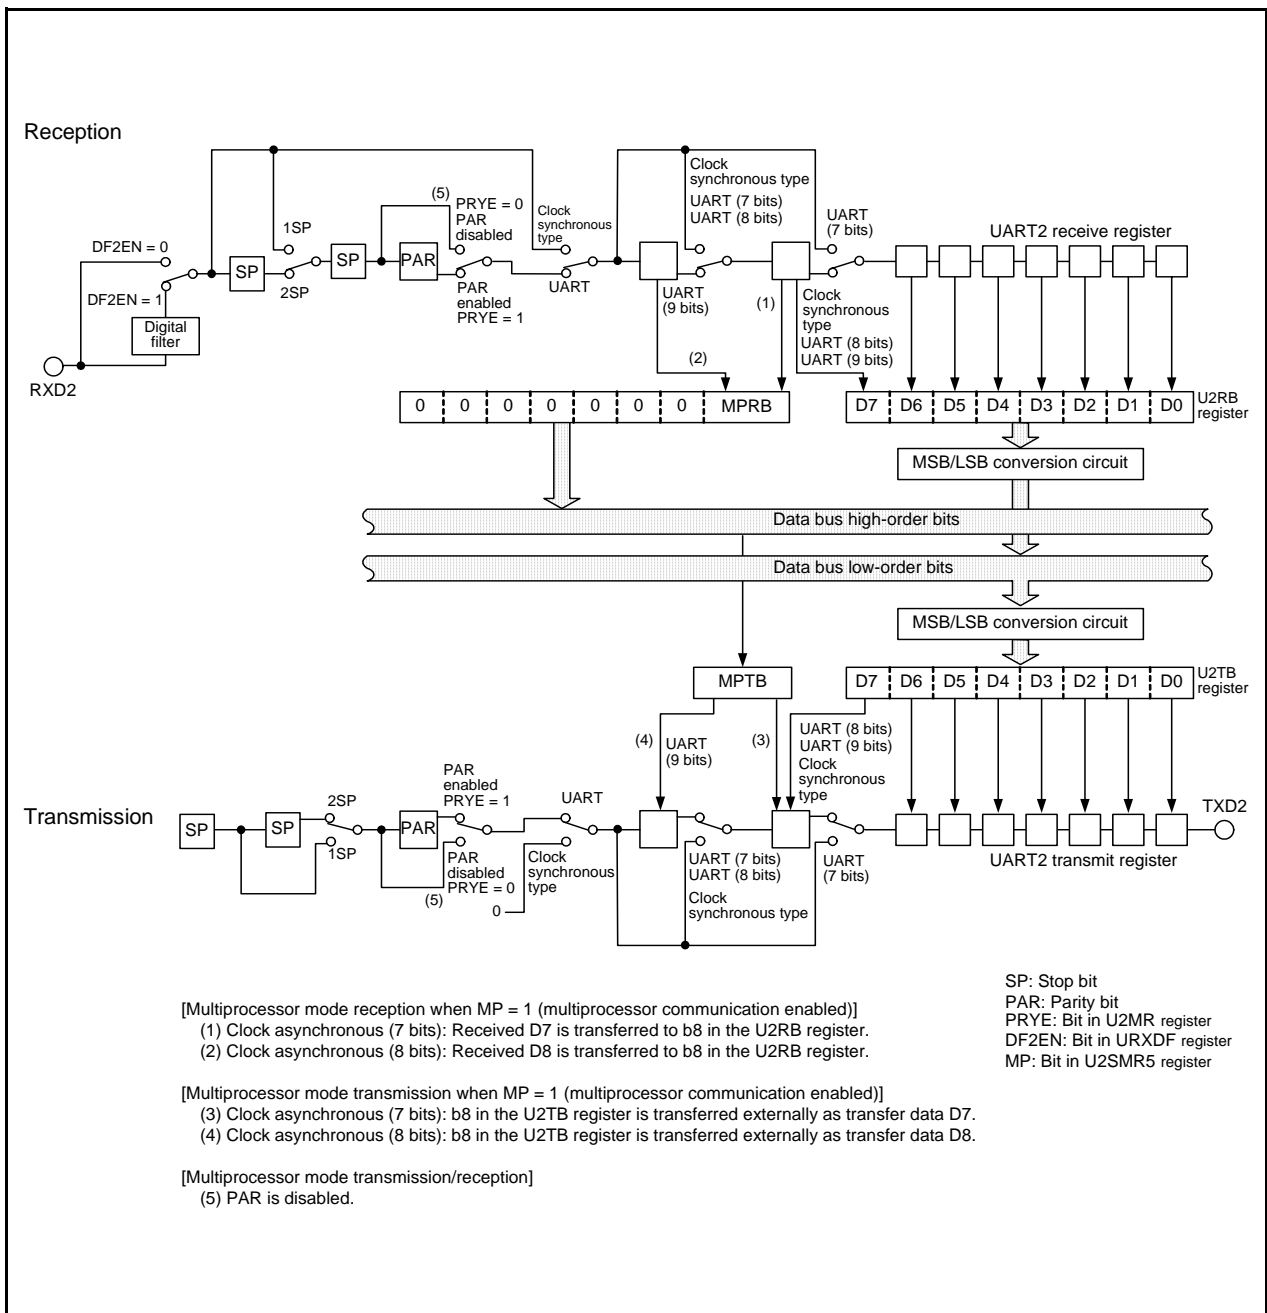 Reception
(5)
PRYE = 0
PAR
disabled
1SP
DF2EN = 0
SP
2SP
SP
PAR
DF2EN = 1
Digital
filter
PAR
enabled
PRYE = 1
Clock
synchronous
type
UART
Clock
synchronous type
UART (7 bits)
UART (8 bits)
UART
(7 bits)
UART2 receive register
UART
(9 bits)
(1)
Clock
synchronous
type
UART (8 bits)
UART (9 bits)
(2)
RXD2
0 0 0 0 0 0 0 MPRB
D7 D6 D5 D4 D3 D2 D1 D0
U2RB
register
MSB/LSB conversion circuit
Data bus high-order bits
Data bus low-order bits
MSB/LSB conversion circuit
MPTB
D7 D6 D5 D4 D3 D2 D1 D0
U2TB
register
(4)
UART
(9 bits)
(3)
UART (8 bits)
UART (9 bits)
Clock
synchronous
type
Transmission
SP
SP
2SP
1SP
PAR
PAR
enabled
PRYE = 1
UART
PAR
disabled
PRYE = 0
(5)
Clock
synchronous
type
0
UART (7 bits)
UART (8 bits)
Clock
synchronous type
UART
(7 bits)
TXD2
UART2 transmit register
SP: Stop bit
PAR: Parity bit
PRYE: Bit in U2MR register
DF2EN: Bit in URXDF register
MP: Bit in U2SMR5 register
[Multiprocessor mode reception when MP = 1 (multiprocessor communication enabled)]
(1) Clock asynchronous (7 bits): Received D7 is transferred to b8 in the U2RB register.
(2) Clock asynchronous (8 bits): Received D8 is transferred to b8 in the U2RB register.
[Multiprocessor mode transmission when MP = 1 (multiprocessor communication enabled)]
(3) Clock asynchronous (7 bits): b8 in the U2TB register is transferred externally as transfer data D7.
(4) Clock asynchronous (8 bits): b8 in the U2TB register is transferred externally as transfer data D8.
[Multiprocessor mode transmission/reception]
(5) PAR is disabled.